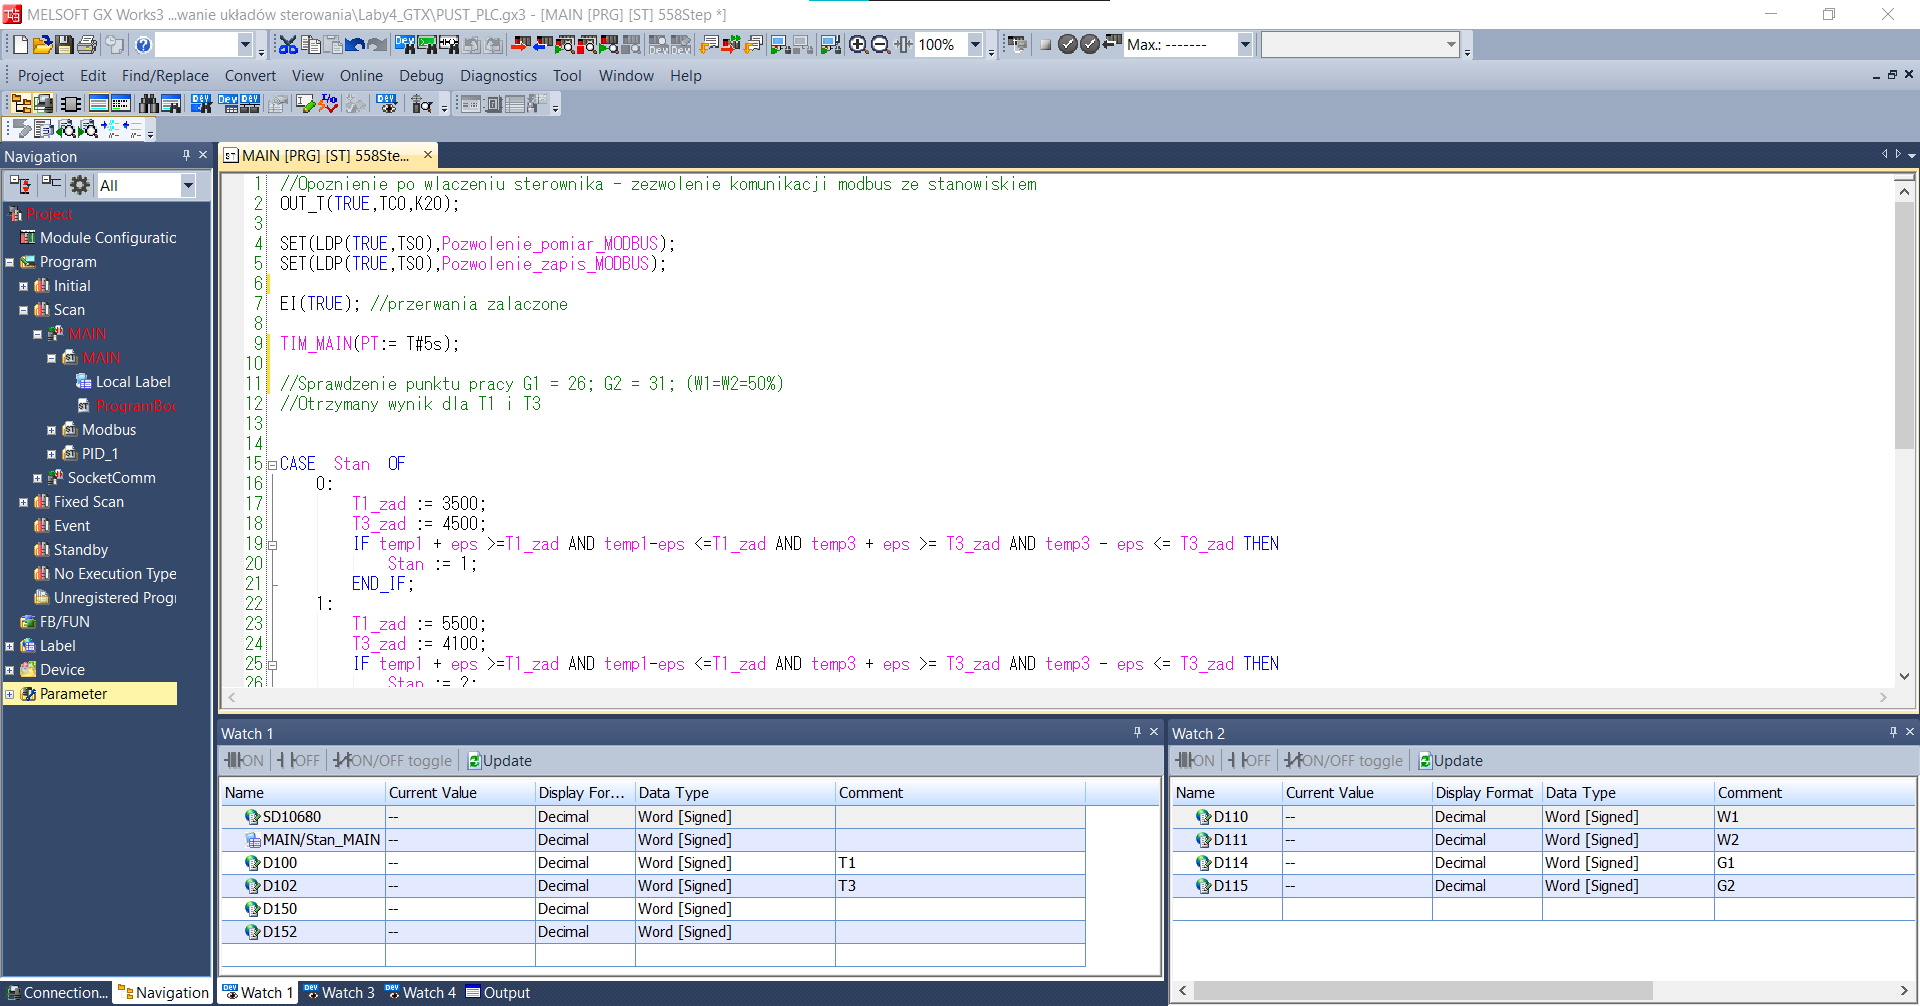 MELSOFT GX Works3 ...wanie układów sterowania\Laby4_GTX\PUST_PLC.gx3 - [MAIN [PRG] [ST] 558Step *]
100%
Max.: -------
Project Edit Find/Replace Convert View Online Debug Diagnostics Tool Window Help
Navigation
All
Project
Module Configuratic
Program
Initial
Scan
MAIN
MAIN
Local Label
ProgramBoc
Modbus
PID_1
SocketComm
Fixed Scan
Event
Standby
No Execution Type
Unregistered Progr
FB/FUN
Label
Device
Parameter
Connection... Navigation
MAIN [PRG] [ST] 558Ste...
1 //Opoznienie po wlaczeniu sterownika - zezwolenie komunikacji modbus ze stanowiskiem
2 OUT_T(TRUE,TC0,K20);
3
4 SET(LDP(TRUE,TS0),Pozwolenie_pomiar_MODBUS);
5 SET(LDP(TRUE,TS0),Pozwolenie_zapis_MODBUS);
6
7 EI(TRUE); //przerwania zalaczone
8
9 TIM_MAIN(PT:= T#5s);
10
11 //Sprawdzenie punktu pracy G1 = 26; G2 = 31; (W1=W2=50%)
12 //Otrzymany wynik dla T1 i T3
13
14
15 CASE Stan OF
16 0:
17 T1_zad := 3500;
18 T3_zad := 4500;
19 IF temp1 + eps >=T1_zad AND temp1-eps <=T1_zad AND temp3 + eps >= T3_zad AND temp3 - eps <= T3_zad THEN
20 Stan := 1;
21 END_IF;
22 1:
23 T1_zad := 5500;
24 T3_zad := 4100;
25 IF temp1 + eps >=T1_zad AND temp1-eps <=T1_zad AND temp3 + eps >= T3_zad AND temp3 - eps <= T3_zad THEN
26 Stan := 2;
Watch 1
ON OFF ON/OFF toggle Update
Name Current Value Display For... Data Type Comment
SD10680 -- Decimal Word [Signed]
MAIN/Stan_MAIN -- Decimal Word [Signed]
D100 -- Decimal Word [Signed] T1
D102 -- Decimal Word [Signed] T3
D150 -- Decimal Word [Signed]
D152 -- Decimal Word [Signed]
Watch 1 Watch 3 Watch 4 Output
Watch 2
ON OFF ON/OFF toggle Update
Name Current Value Display Format Data Type Comment
D110 -- Decimal Word [Signed] W1
D111 -- Decimal Word [Signed] W2
D114 -- Decimal Word [Signed] G1
D115 -- Decimal Word [Signed] G2